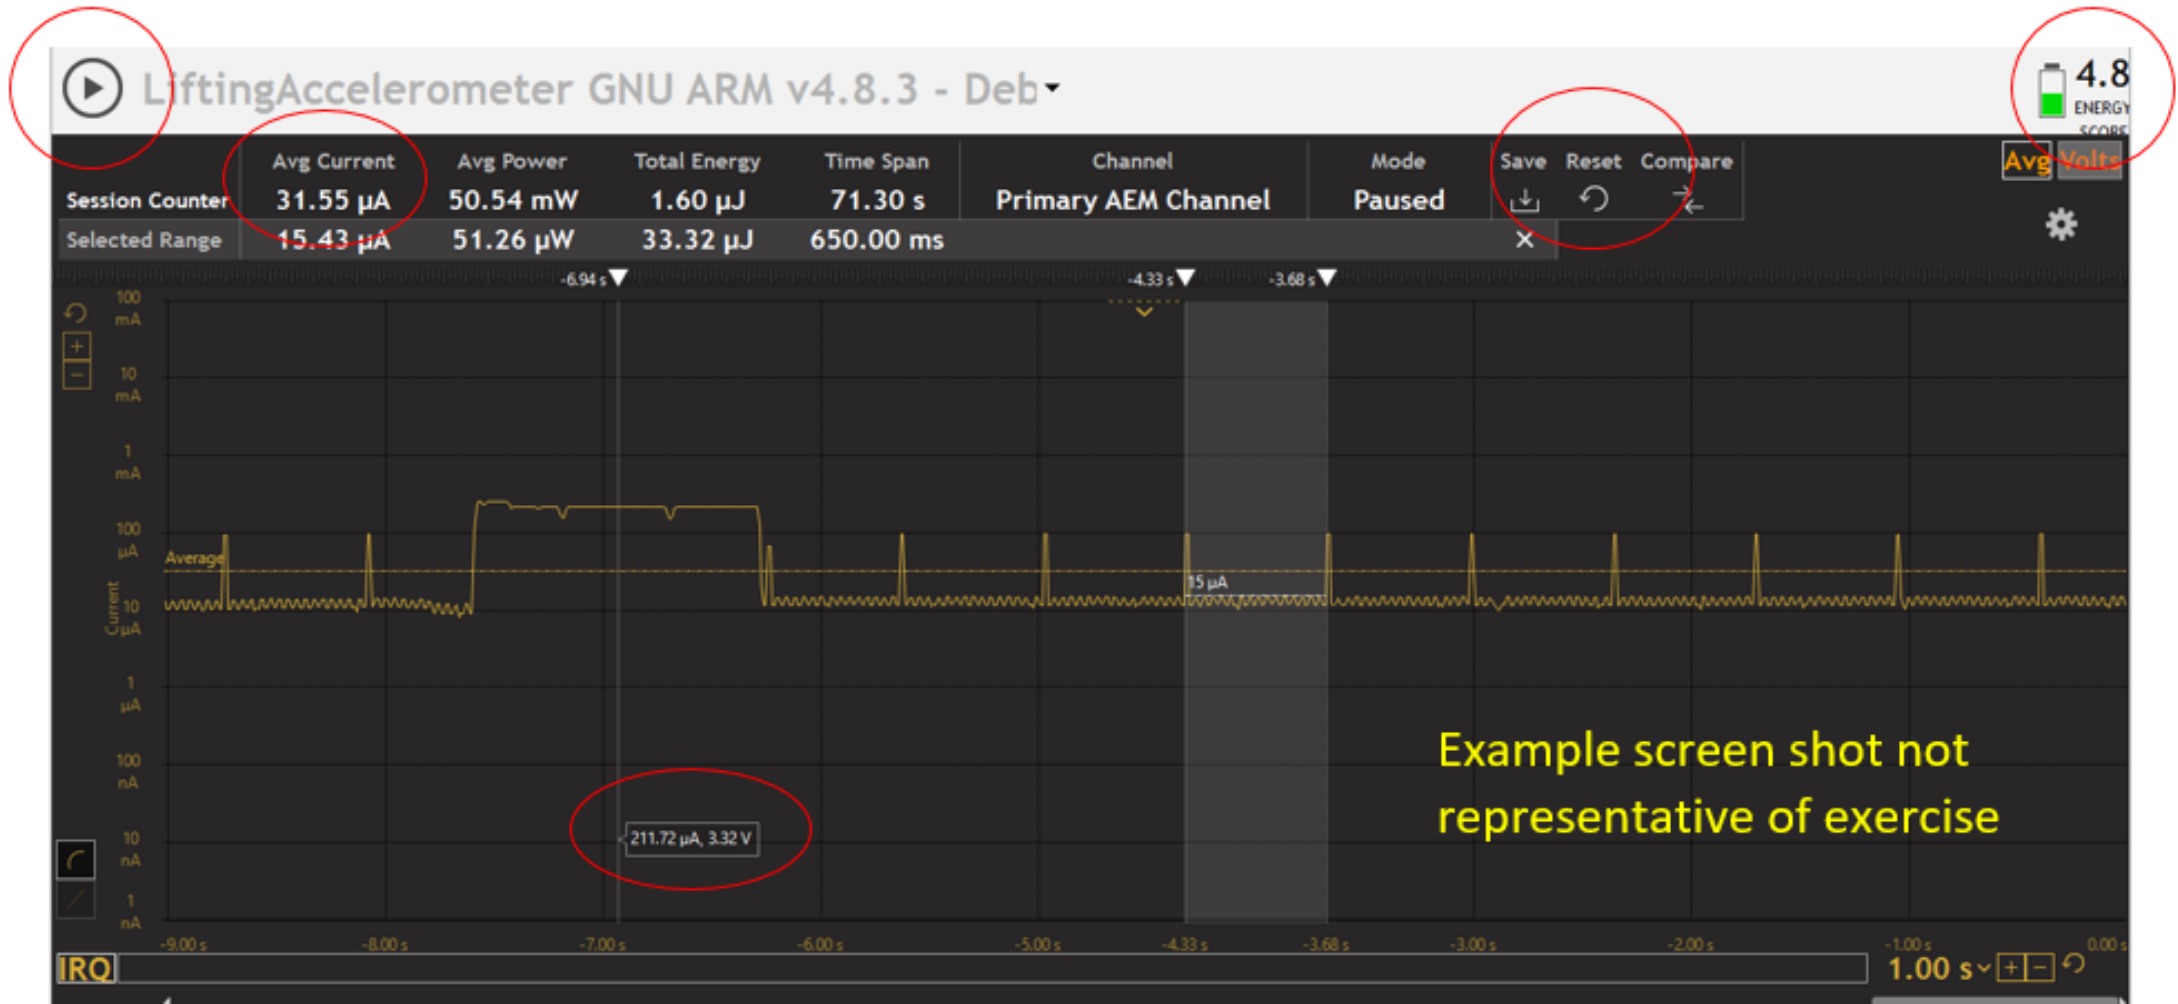 LiftingAccelerometer GNU ARM v4.8.3 - Deb
4.8
ENERGY
SCORE
Avg Current Avg Power Total Energy Time Span Channel Mode Save Reset Compare
Avg Volts
Session Counter 31.55 µA 50.54 mW 1.60 µJ 71.30 s Primary AEM Channel Paused
Selected Range 15.43 µA 51.26 µW 33.32 µJ 650.00 ms ×
-6.94 s -4.33 s -3.68 s
100
mA
+
-
10
mA
1
mA
100
µA
Average
15 µA
10
µA
Current
1
µA
100
nA
Example screen shot not
representative of exercise
211.72 µA, 3.32 V
10
nA
1
nA
-9.00 s -8.00 s -7.00 s -6.00 s -5.00 s -4.33 s -3.68 s -3.00 s -2.00 s -1.00 s 0.00 s
IRQ
1.00 s + -